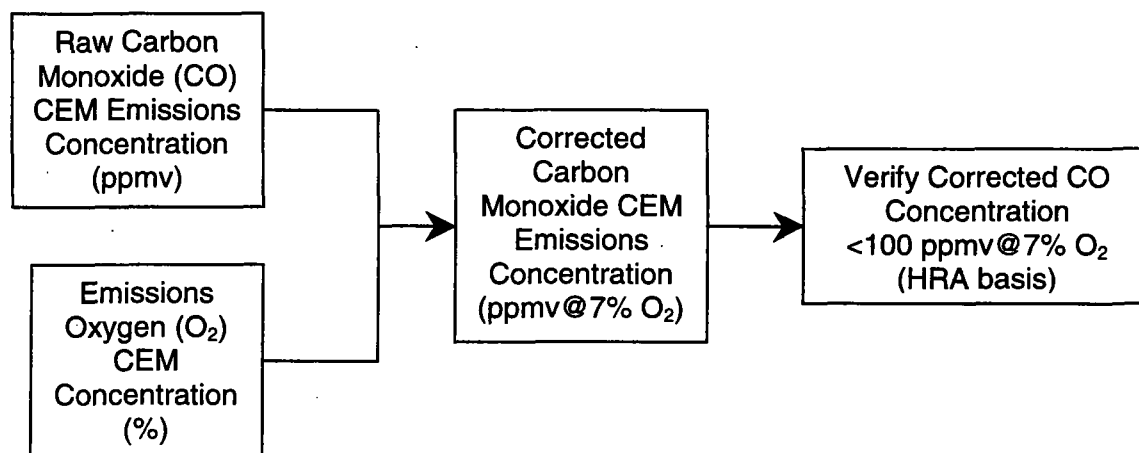 Raw Carbon
Monoxide (CO)
CEM Emissions
Concentration
(ppmv)
Emissions
Oxygen (O₂)
CEM
Concentration
(%)
Corrected
Carbon
Monoxide CEM
Emissions
Concentration
(ppmv@7% O₂)
Verify Corrected CO
Concentration
<100 ppmv@7% O₂
(HRA basis)